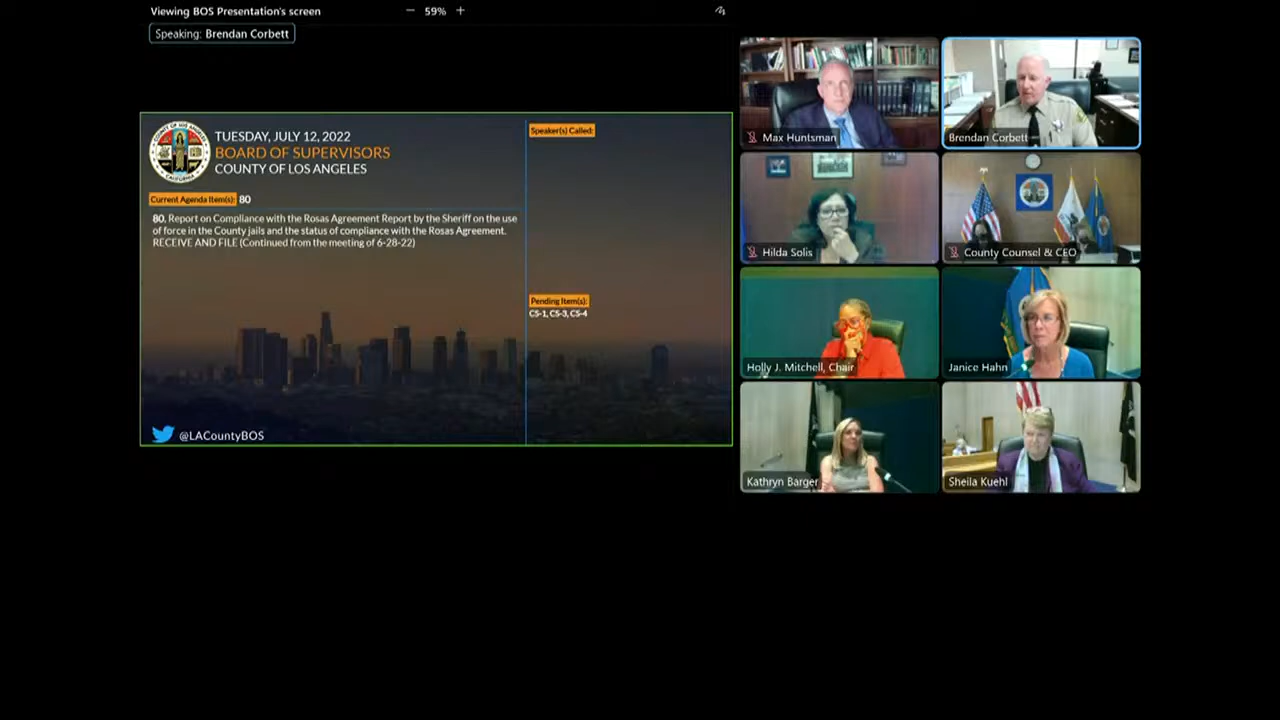 Viewing BOS Presentation's screen
59%
Speaking: Brendan Corbett
TUESDAY, JULY 12, 2022
BOARD OF SUPERVISORS
COUNTY OF LOS ANGELES
Current Agenda Item(s): 80
80. Report on Compliance with the Rosas Agreement Report by the Sheriff on the use
of force in the County jails and the status of compliance with the Rosas Agreement.
RECEIVE AND FILE (Continued from the meeting of 6-28-22)
Speaker(s) Called:
Pending Item(s):
CS-1, CS-3, CS-4
@LACountyBOS
Max Huntsman
Brendan Corbett
Hilda Solis
County Counsel & CEO
Holly J. Mitchell, Chair
Janice Hahn
Kathryn Barger
Sheila Kuehl